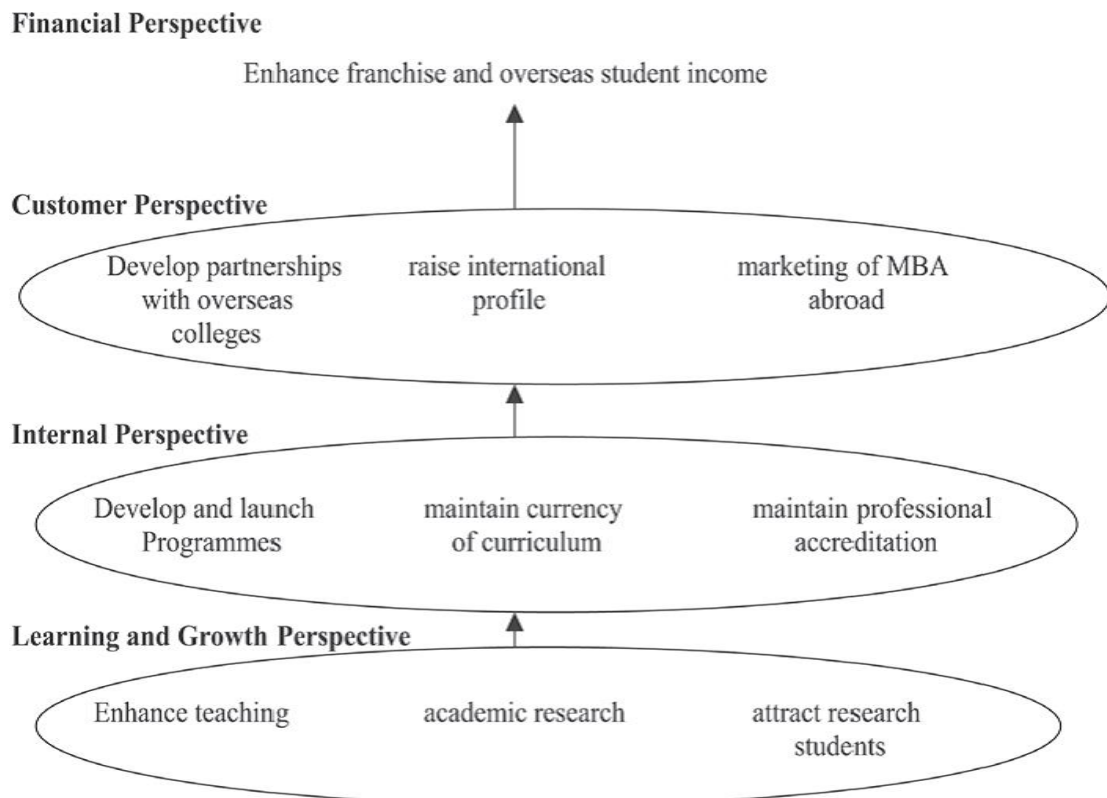 Financial Perspective
Enhance franchise and overseas student income
Customer Perspective
Develop partnerships
with overseas
colleges
raise international
profile
marketing of MBA
abroad
Internal Perspective
Develop and launch
Programmes
maintain currency
of curriculum
maintain professional
accreditation
Learning and Growth Perspective
Enhance teaching
academic research
attract research
students